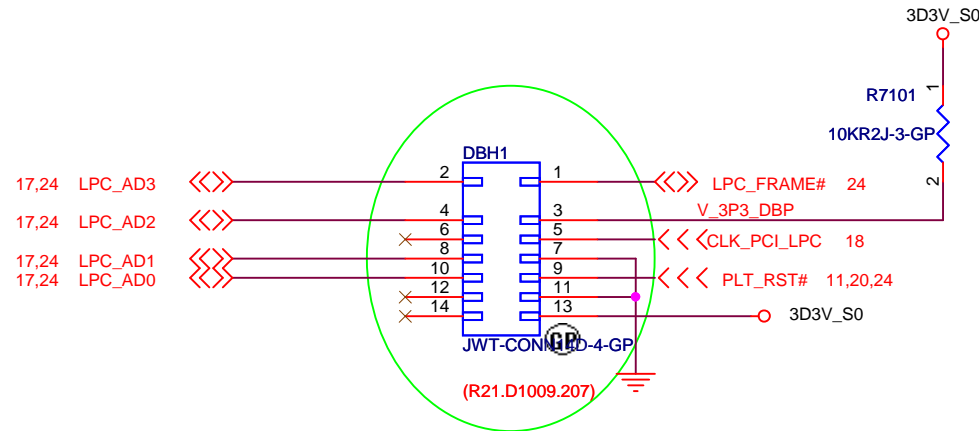 3D3V_S0
R7101
1
10KR2J-3-GP
2
DBH1
17,24 LPC_AD3
2
1
LPC_FRAME# 24
17,24 LPC_AD2
4
3
V_3P3_DBP
6
5
CLK_PCI_LPC 18
17,24 LPC_AD1
8
7
17,24 LPC_AD0
10
9
PLT_RST# 11,20,24
12
11
14
13
3D3V_S0
GP
(R21.D1009.207)